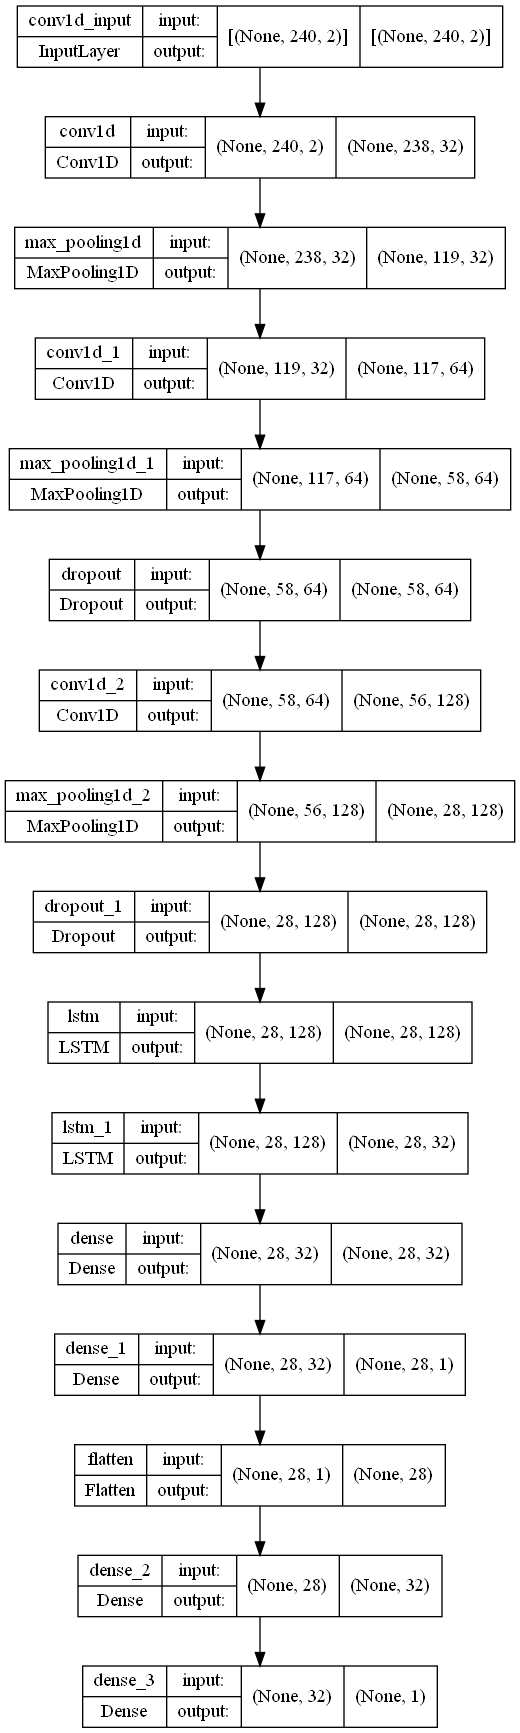 conv1d_input input: [(None, 240, 2)] [(None, 240, 2)]
InputLayer output:
conv1d input: (None, 240, 2) (None, 238, 32)
Conv1D output:
max_pooling1d input: (None, 238, 32) (None, 119, 32)
MaxPooling1D output:
conv1d_1 input: (None, 119, 32) (None, 117, 64)
Conv1D output:
max_pooling1d_1 input: (None, 117, 64) (None, 58, 64)
MaxPooling1D output:
dropout input: (None, 58, 64) (None, 58, 64)
Dropout output:
conv1d_2 input: (None, 58, 64) (None, 56, 128)
Conv1D output:
max_pooling1d_2 input: (None, 56, 128) (None, 28, 128)
MaxPooling1D output:
dropout_1 input: (None, 28, 128) (None, 28, 128)
Dropout output:
lstm input: (None, 28, 128) (None, 28, 128)
LSTM output:
lstm_1 input: (None, 28, 128) (None, 28, 32)
LSTM output:
dense input: (None, 28, 32) (None, 28, 32)
Dense output:
dense_1 input: (None, 28, 32) (None, 28, 1)
Dense output:
flatten input: (None, 28, 1) (None, 28)
Flatten output:
dense_2 input: (None, 28) (None, 32)
Dense output:
dense_3 input: (None, 32) (None, 1)
Dense output: